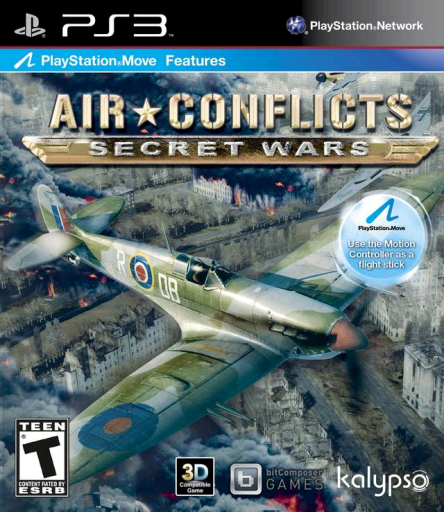 PS3
PlayStation®Network
PlayStation®Move Features
AIR★CONFLICTS
SECRET WARS
PlayStation®Move
Use the Motion
Controller as a
flight stick
R DB
TEEN
T
CONTENT RATED BY
ESRB
3D
Compatible
Game
b
bitComposer
GAMES
kalypso